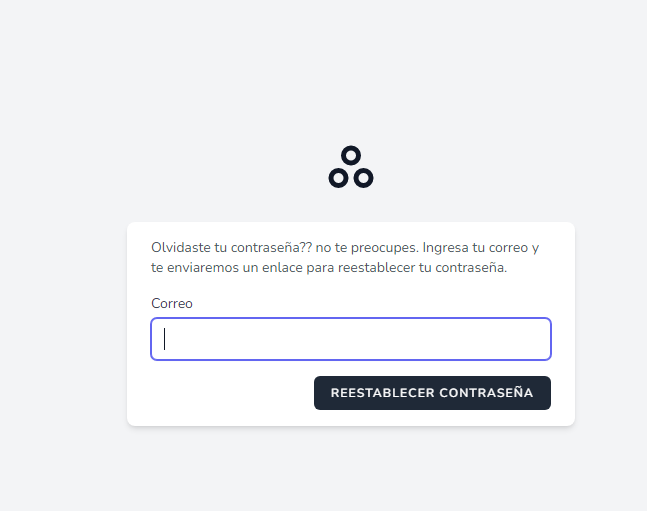 Olvidaste tu contraseña?? no te preocupes. Ingresa tu correo y
te enviaremos un enlace para reestablecer tu contraseña.
Correo
REESTABLECER CONTRASEÑA